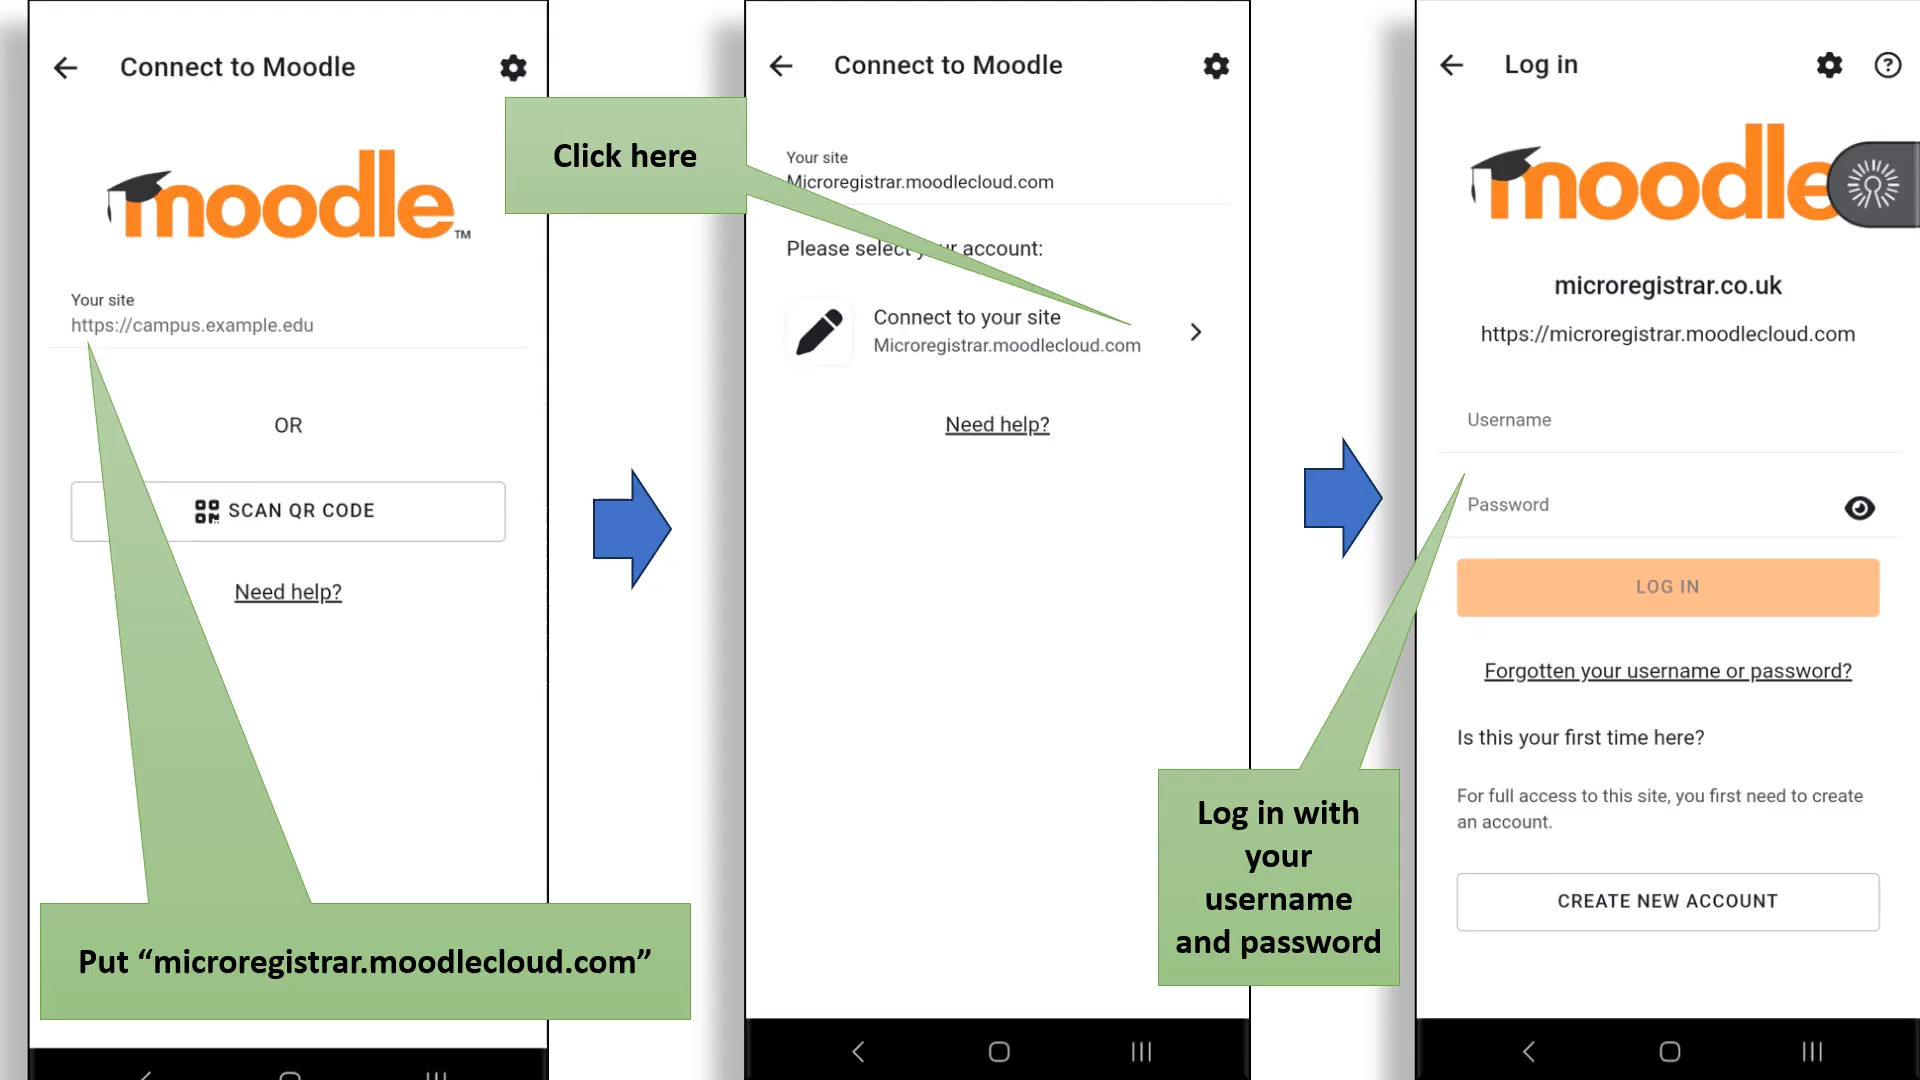 Connect to Moodle
moodle™
Your site
https://campus.example.edu
OR
SCAN QR CODE
Need help?
Put “microregistrar.moodlecloud.com”
Click here
Connect to Moodle
Your site
Microregistrar.moodlecloud.com
Please select your account:
Connect to your site
Microregistrar.moodlecloud.com
Need help?
Log in with
your
username
and password
Log in
moodle
microregistrar.co.uk
https://microregistrar.moodlecloud.com
Username
Password
LOG IN
Forgotten your username or password?
Is this your first time here?
For full access to this site, you first need to create
an account.
CREATE NEW ACCOUNT